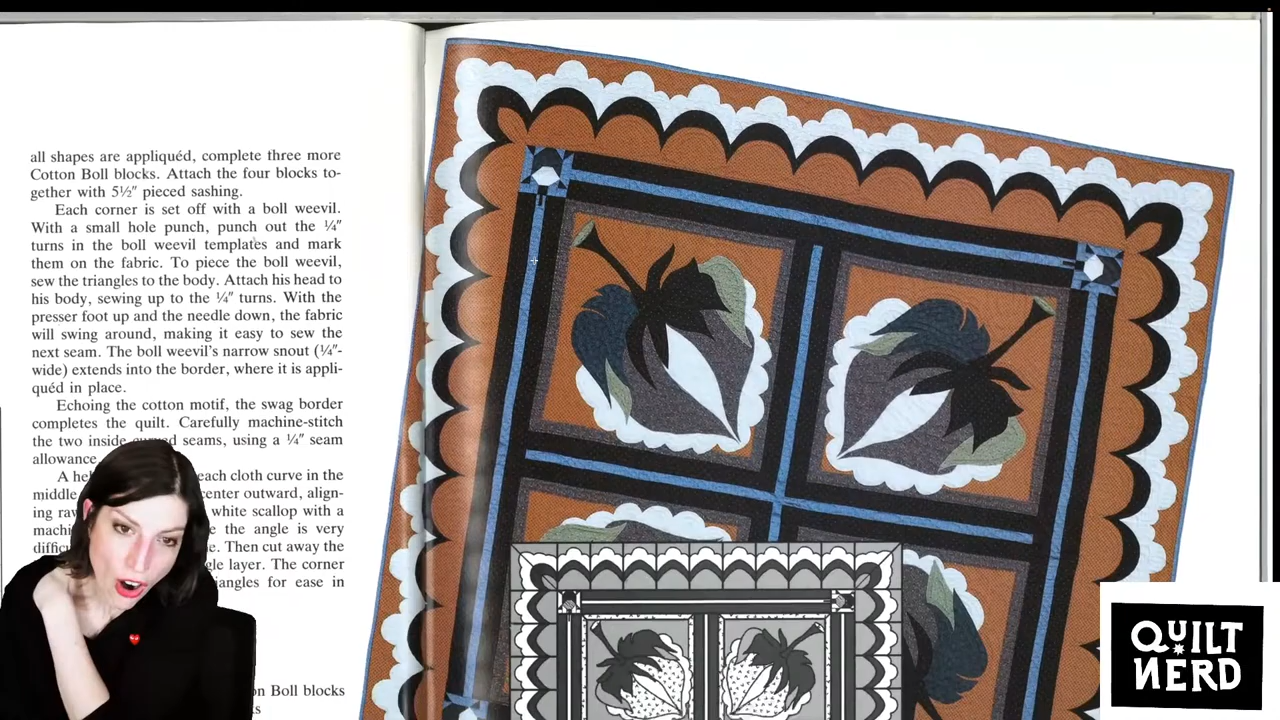 all shapes are appliquéd, complete three more
Cotton Boll blocks. Attach the four blocks to-
gether with 5½″ pieced sashing.
Each corner is set off with a boll weevil.
With a small hole punch, punch out the ¼″
turns in the boll weevil templates and mark
them on the fabric. To piece the boll weevil,
sew the triangles to the body. Attach his head to
his body, sewing up to the ¼″ turns. With the
presser foot up and the needle down, the fabric
will swing around, making it easy to sew the
next seam. The boll weevil's narrow snout (¼″-
wide) extends into the border, where it is appli-
quéd in place.
Echoing the cotton motif, the swag border
completes the quilt. Carefully machine-stitch
the two inside curved seams, using a ¼″ seam
allowance
A each cloth curve in the
middle center outward, align-
ing white scallop with a
the angle is very
Then cut away the
layer. The corner
for ease in
Boll blocks
QUILT
NERD